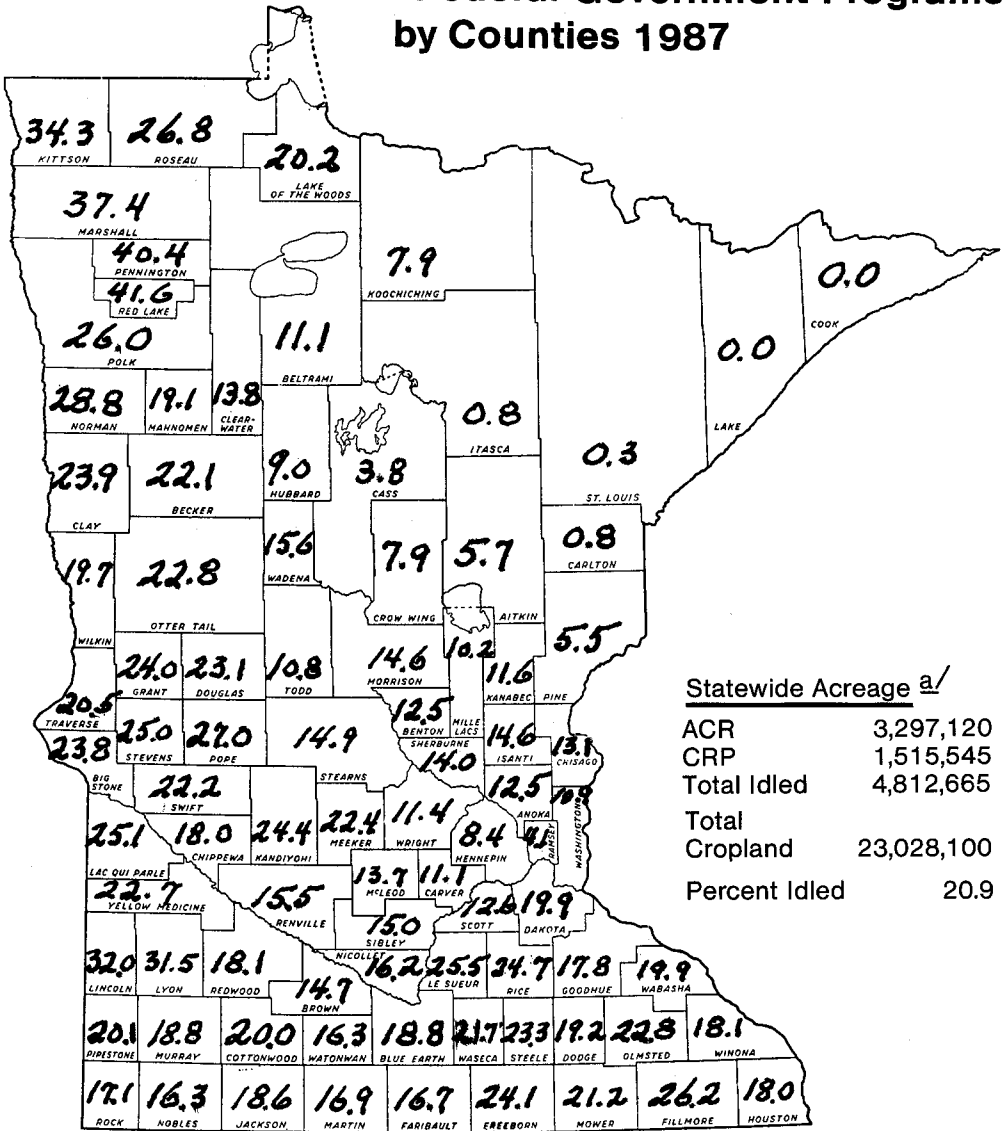 by Counties 1987
34.3
KITTSON
26.8
ROSEAU
20.2
LAKE
OF THE WOODS
37.4
MARSHALL
40.4
PENNINGTON
41.6
RED LAKE
26.0
POLK
7.9
KOOCHICHING
0.0
COOK
0.0
LAKE
11.1
BELTRAMI
28.8
NORMAN
19.1
MAHNOMEN
13.8
CLEAR-
WATER
0.8
ITASCA
0.3
ST. LOUIS
23.9
CLAY
22.1
BECKER
9.0
HUBBARD
3.8
CASS
15.6
WADENA
7.9
CROW WING
5.7
AITKIN
0.8
CARLTON
19.7
WILKIN
22.8
OTTER TAIL
5.5
PINE
24.0
GRANT
23.1
DOUGLAS
10.8
TODD
14.6
MORRISON
10.2
MILLE
LACS
11.6
KANABEC
20.5
TRAVERSE
25.0
STEVENS
27.0
POPE
14.9
STEARNS
12.5
BENTON
SHERBURNE
14.0
14.6
ISANTI
13.1
CHISAGO
23.8
BIG
STONE
22.2
SWIFT
12.5
ANOKA
WASHINGTON
25.1
LAC QUI PARLE
18.0
CHIPPEWA
24.4
KANDIYOHI
22.4
MEEKER
11.4
WRIGHT
8.4
HENNEPIN
4.1
RAMSEY
22.7
YELLOW MEDICINE
15.5
RENVILLE
13.7
McLEOD
11.1
CARVER
12.6
SCOTT
19.9
DAKOTA
15.0
SIBLEY
32.0
LINCOLN
31.5
LYON
18.1
REDWOOD
14.7
BROWN
NICOLLET
16.2
25.5
LE SUEUR
24.7
RICE
17.8
GOODHUE
19.9
WABASHA
20.1
PIPESTONE
18.8
MURRAY
20.0
COTTONWOOD
16.3
WATONWAN
18.8
BLUE EARTH
21.7
WASECA
23.3
STEELE
19.2
DODGE
22.8
OLMSTED
18.1
WINONA
17.1
ROCK
16.3
NOBLES
18.6
JACKSON
16.9
MARTIN
16.7
FARIBAULT
24.1
FREEBORN
21.2
MOWER
26.2
FILLMORE
18.0
HOUSTON
Statewide Acreage a/
ACR 3,297,120
CRP 1,515,545
Total Idled 4,812,665
Total
Cropland 23,028,100
Percent Idled 20.9